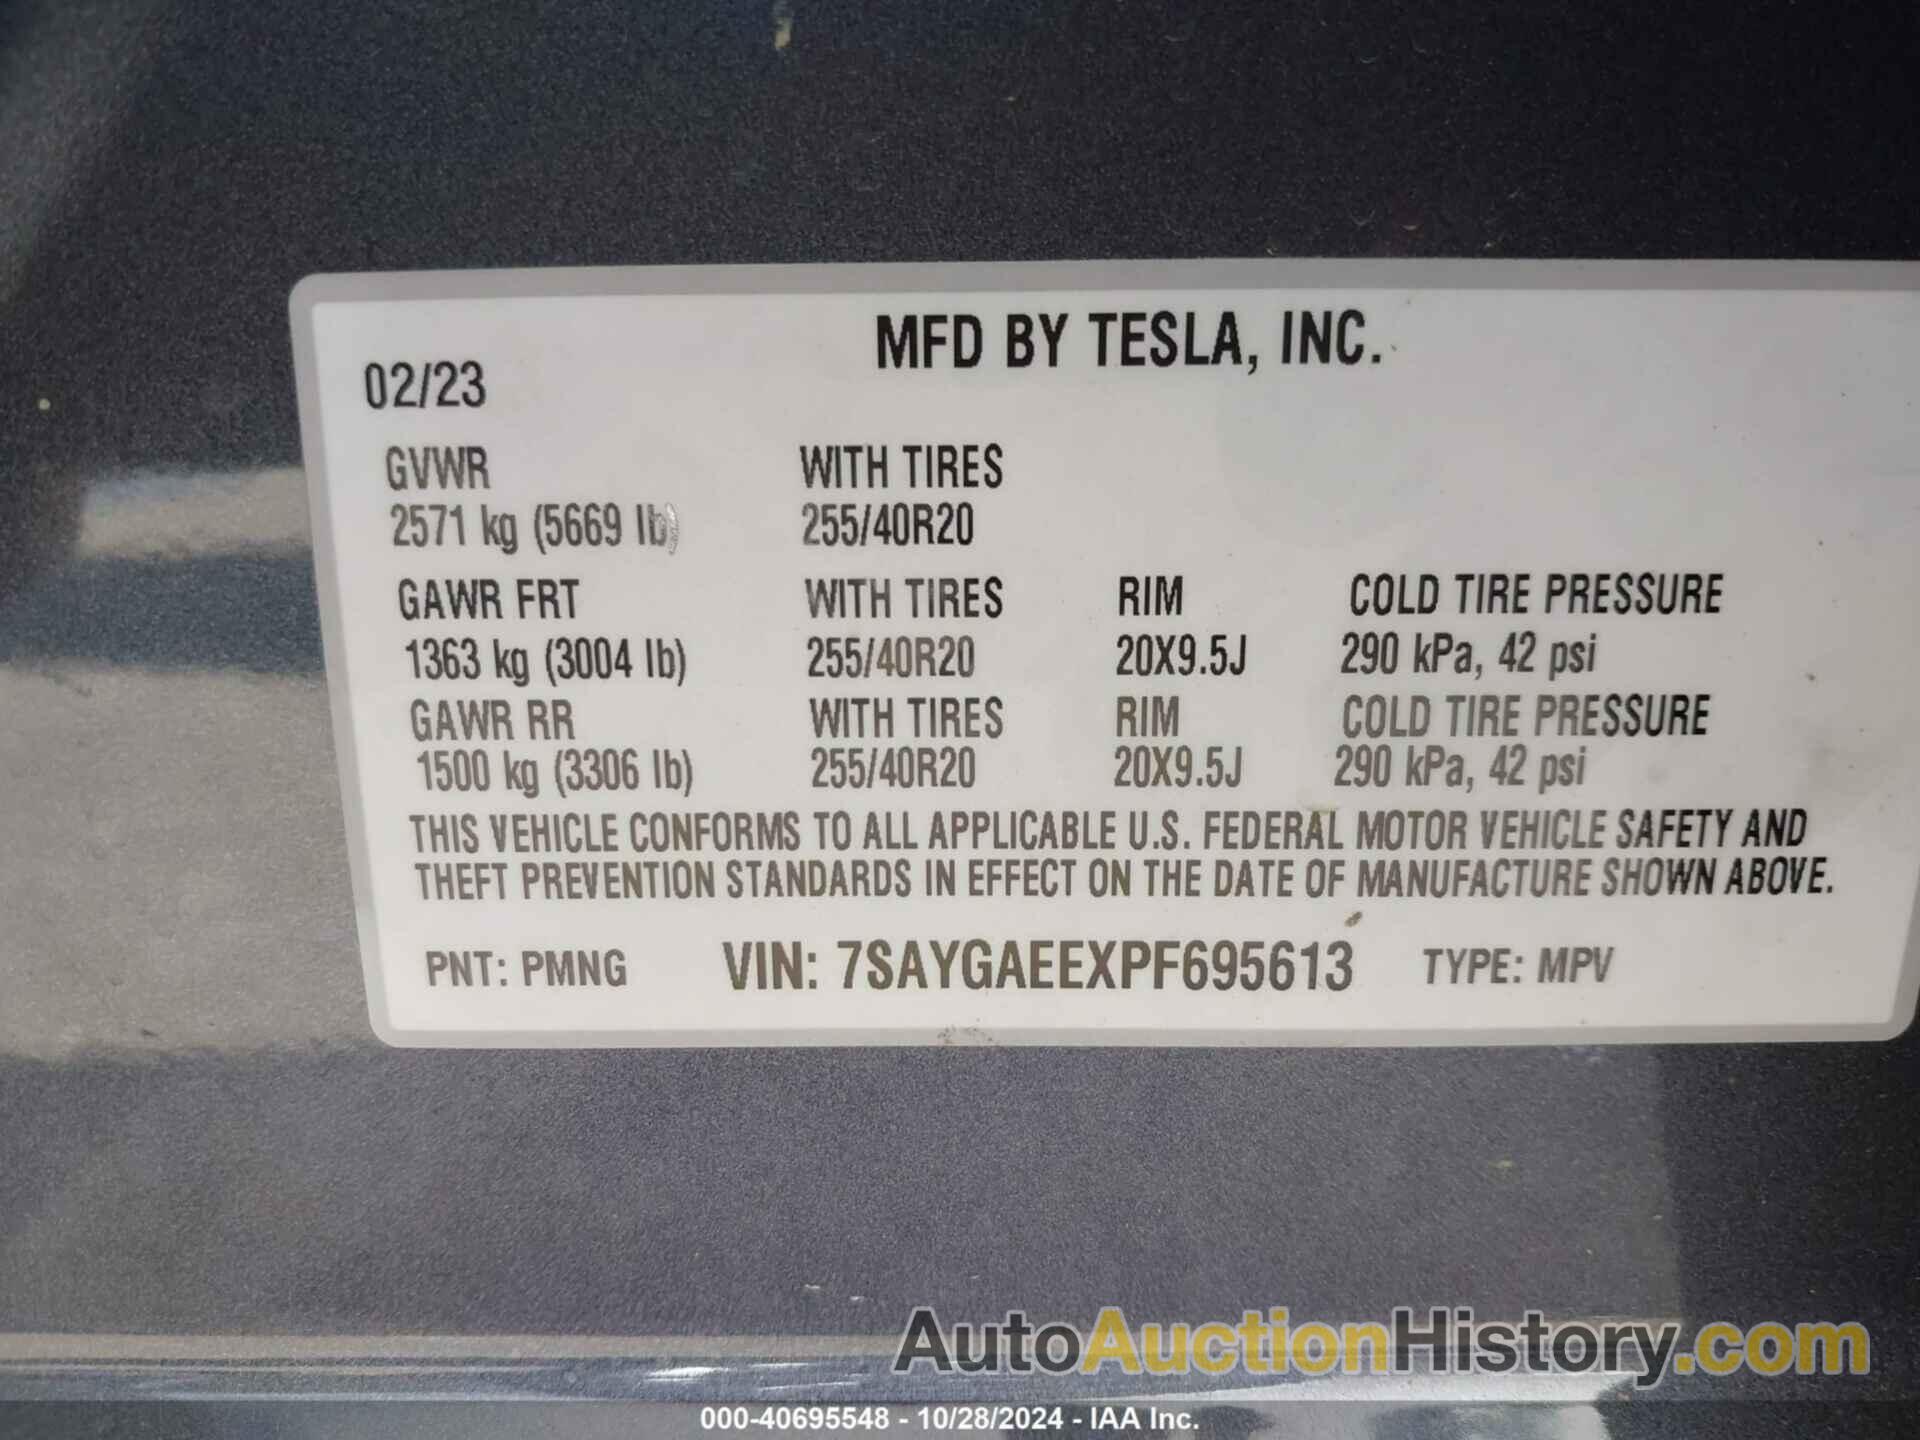 MFD BY TESLA, INC.
02/23
GVWR WITH TIRES
2571 kg (5669 lb) 255/40R20
GAWR FRT WITH TIRES RIM COLD TIRE PRESSURE
1363 kg (3004 lb) 255/40R20 20X9.5J 290 kPa, 42 psi
GAWR RR WITH TIRES RIM COLD TIRE PRESSURE
1500 kg (3306 lb) 255/40R20 20X9.5J 290 kPa, 42 psi
THIS VEHICLE CONFORMS TO ALL APPLICABLE U.S. FEDERAL MOTOR VEHICLE SAFETY AND
THEFT PREVENTION STANDARDS IN EFFECT ON THE DATE OF MANUFACTURE SHOWN ABOVE.
PNT: PMNG VIN: 7SAYGAEEXPF695613 TYPE: MPV
AutoAuctionHistory.com
000-40695548 - 10/28/2024 - IAA Inc.